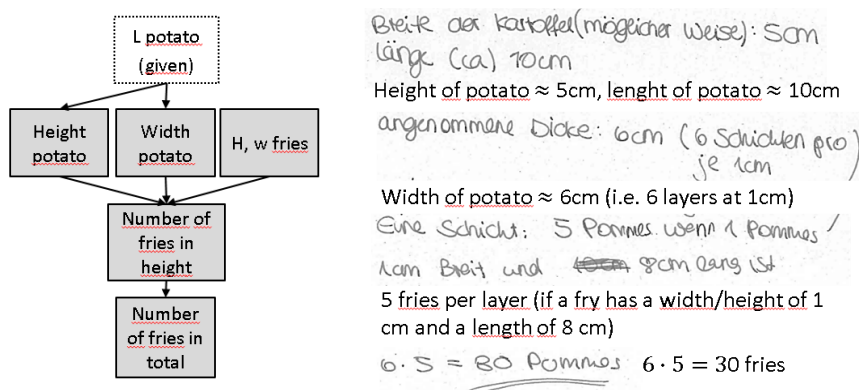 L potato
(given)
Height
potato
Width
potato
H, w fries
Number of
fries in
height
Number
of fries in
total
Breite der Kartoffel (möglicher Weise): 5cm
länge (ca) 10cm
Height of potato ≈ 5cm, lenght of potato ≈ 10cm
angenommene Dicke: 6cm (6 Schichten pro)
je 1cm
Width of potato ≈ 6cm (i.e. 6 layers at 1cm)
Eine Schicht: 5 Pommes wenn 1 Pommes
1cm Breit und 8cm lang ist
5 fries per layer (if a fry has a width/height of 1
cm and a length of 8 cm)
6 · 5 = 30 Pommes 6 · 5 = 30 fries